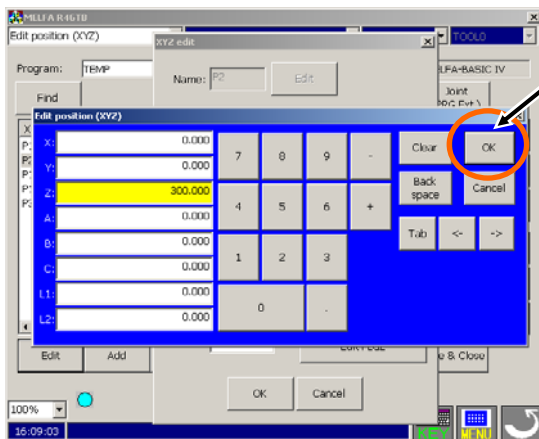 MELFA R46TB
Edit position (XYZ)
TOOL0
XYZ edit
Program: TEMP
Name: P2
Edit
MELFA-BASIC IV
Find
Joint
Edit position (XYZ)
X: 0.000
7 8 9 -
Clear
OK
Y: 0.000
Z: 300.000
Back
space
Cancel
4 5 6 +
A: 0.000
Tab <- ->
B: 0.000
1 2 3
C: 0.000
L1: 0.000
0 .
L2: 0.000
Edit
Add
e & Close
OK
Cancel
100%
16:09:03
KEY
MENU